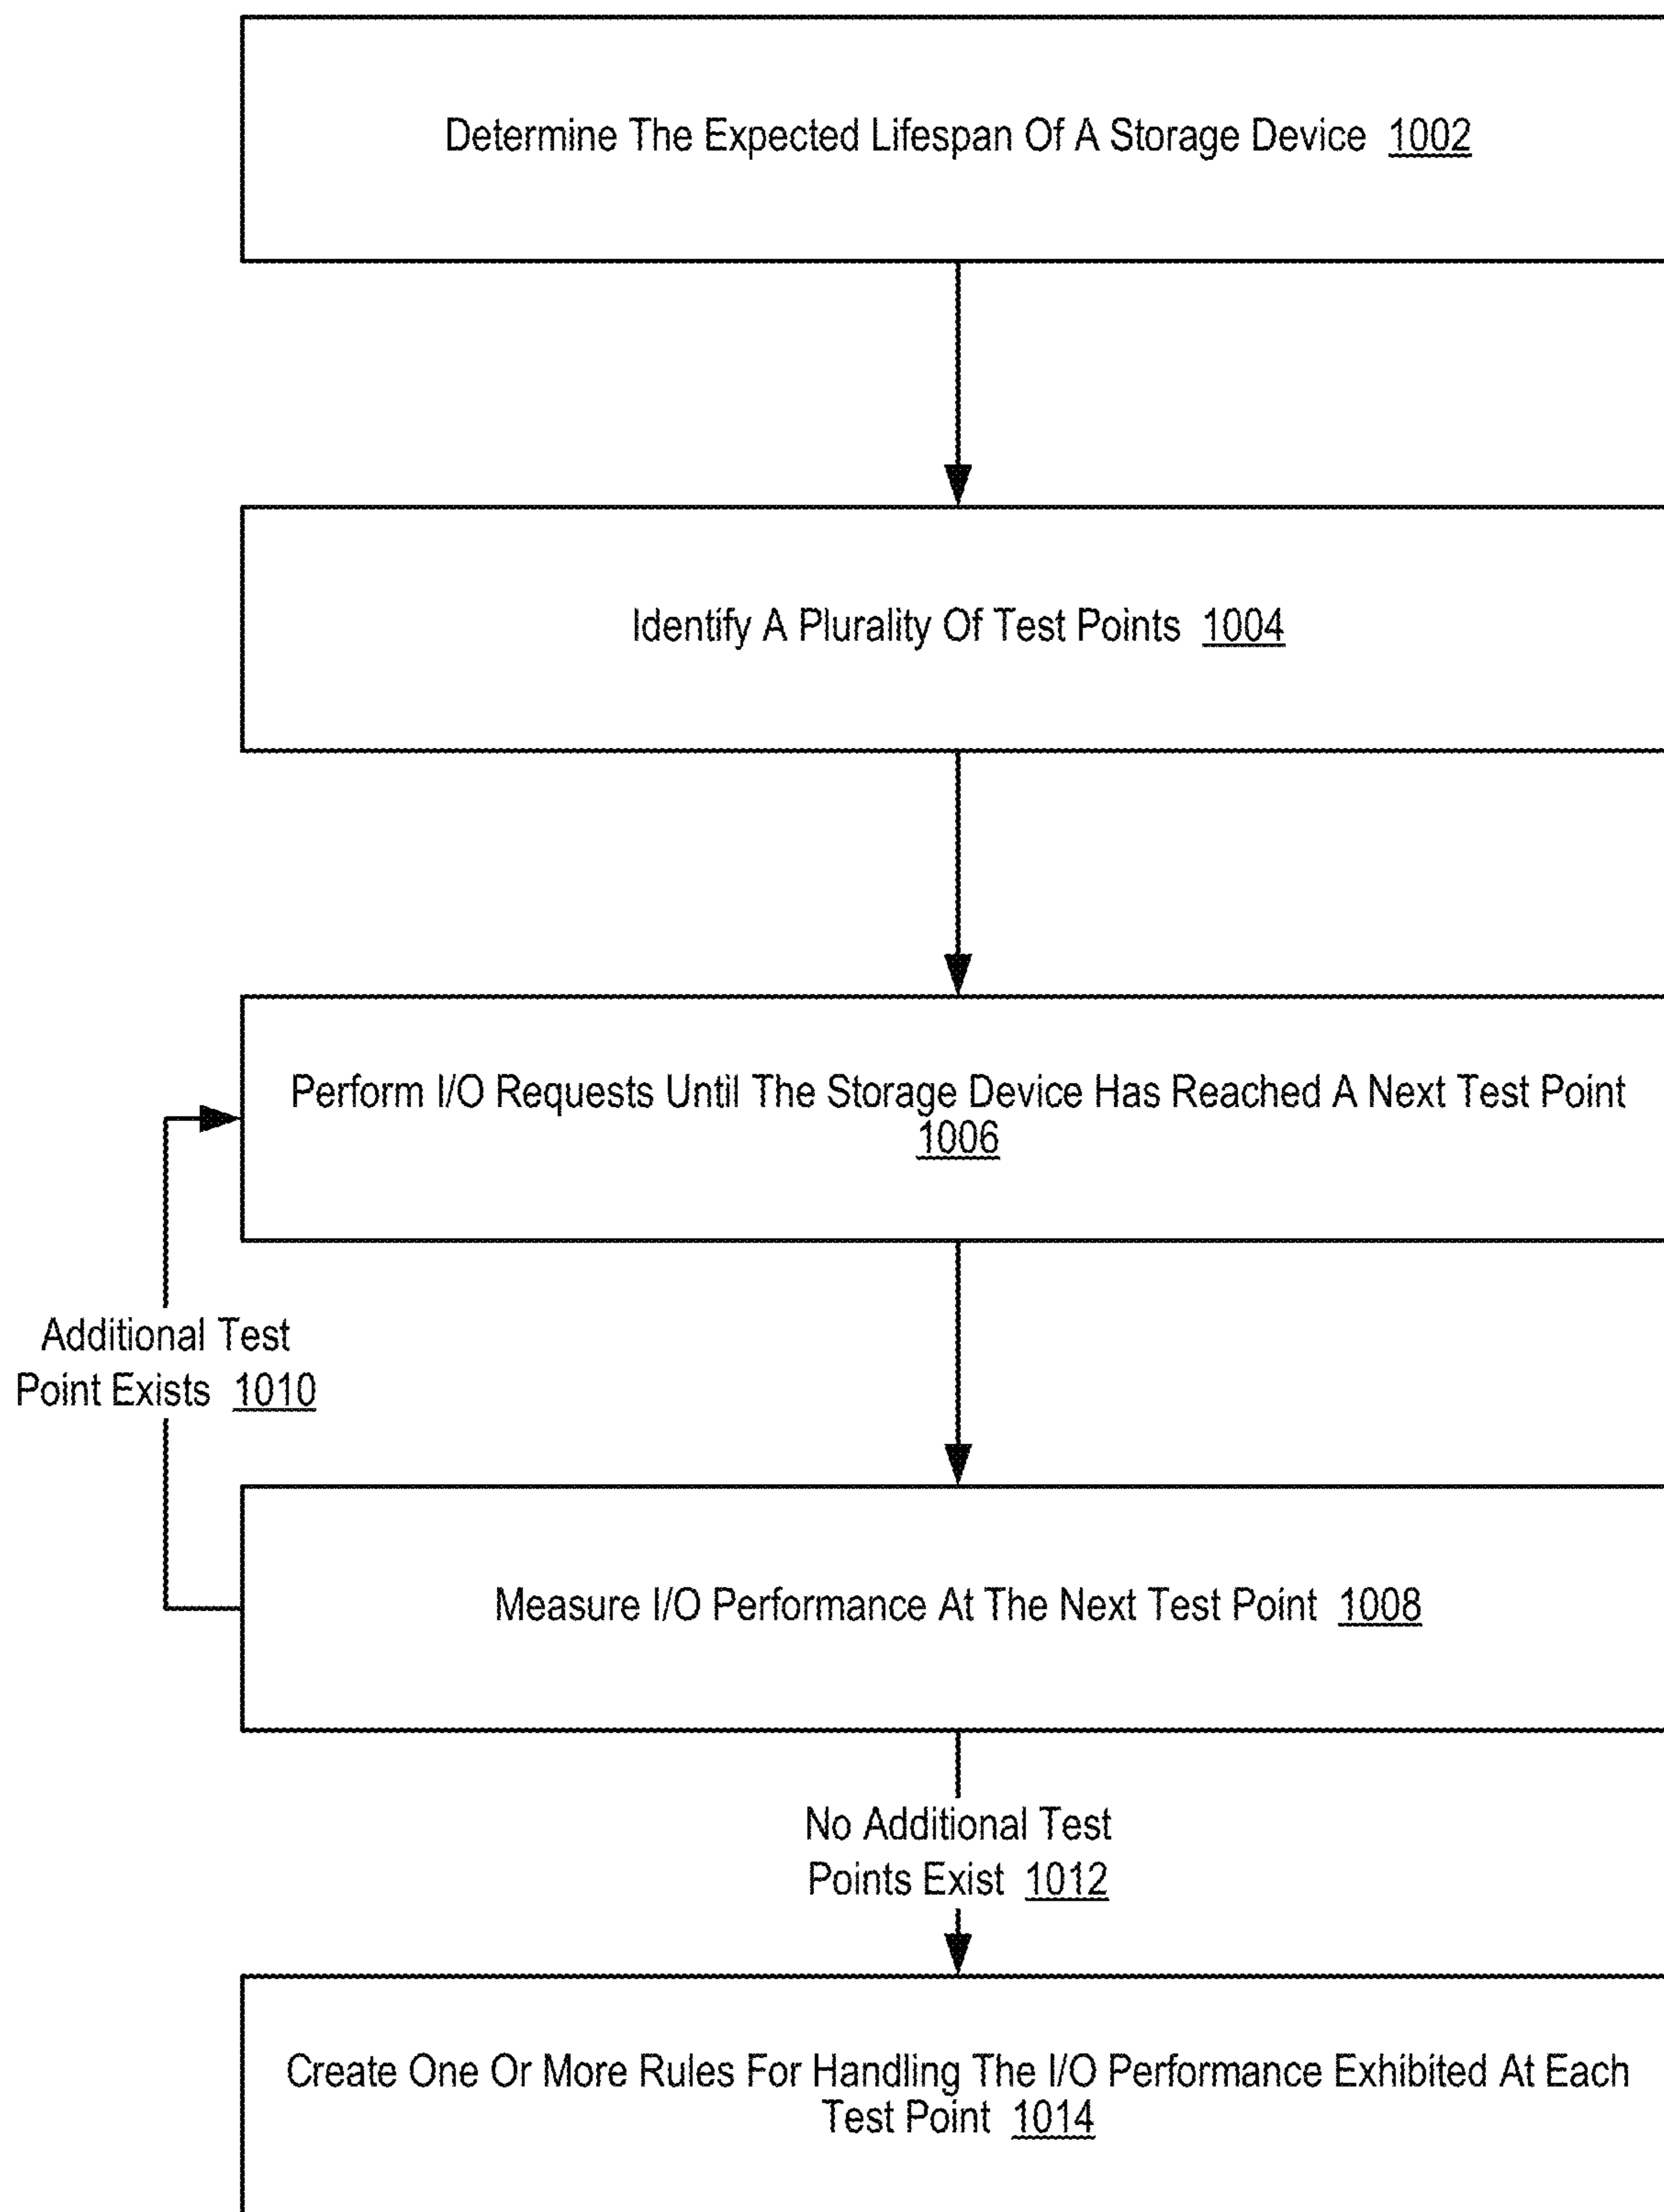 Determine The Expected Lifespan Of A Storage Device 1002
Identify A Plurality Of Test Points 1004
Perform I/O Requests Until The Storage Device Has Reached A Next Test Point
1006
Additional Test
Point Exists 1010
Measure I/O Performance At The Next Test Point 1008
No Additional Test
Points Exist 1012
Create One Or More Rules For Handling The I/O Performance Exhibited At Each
Test Point 1014